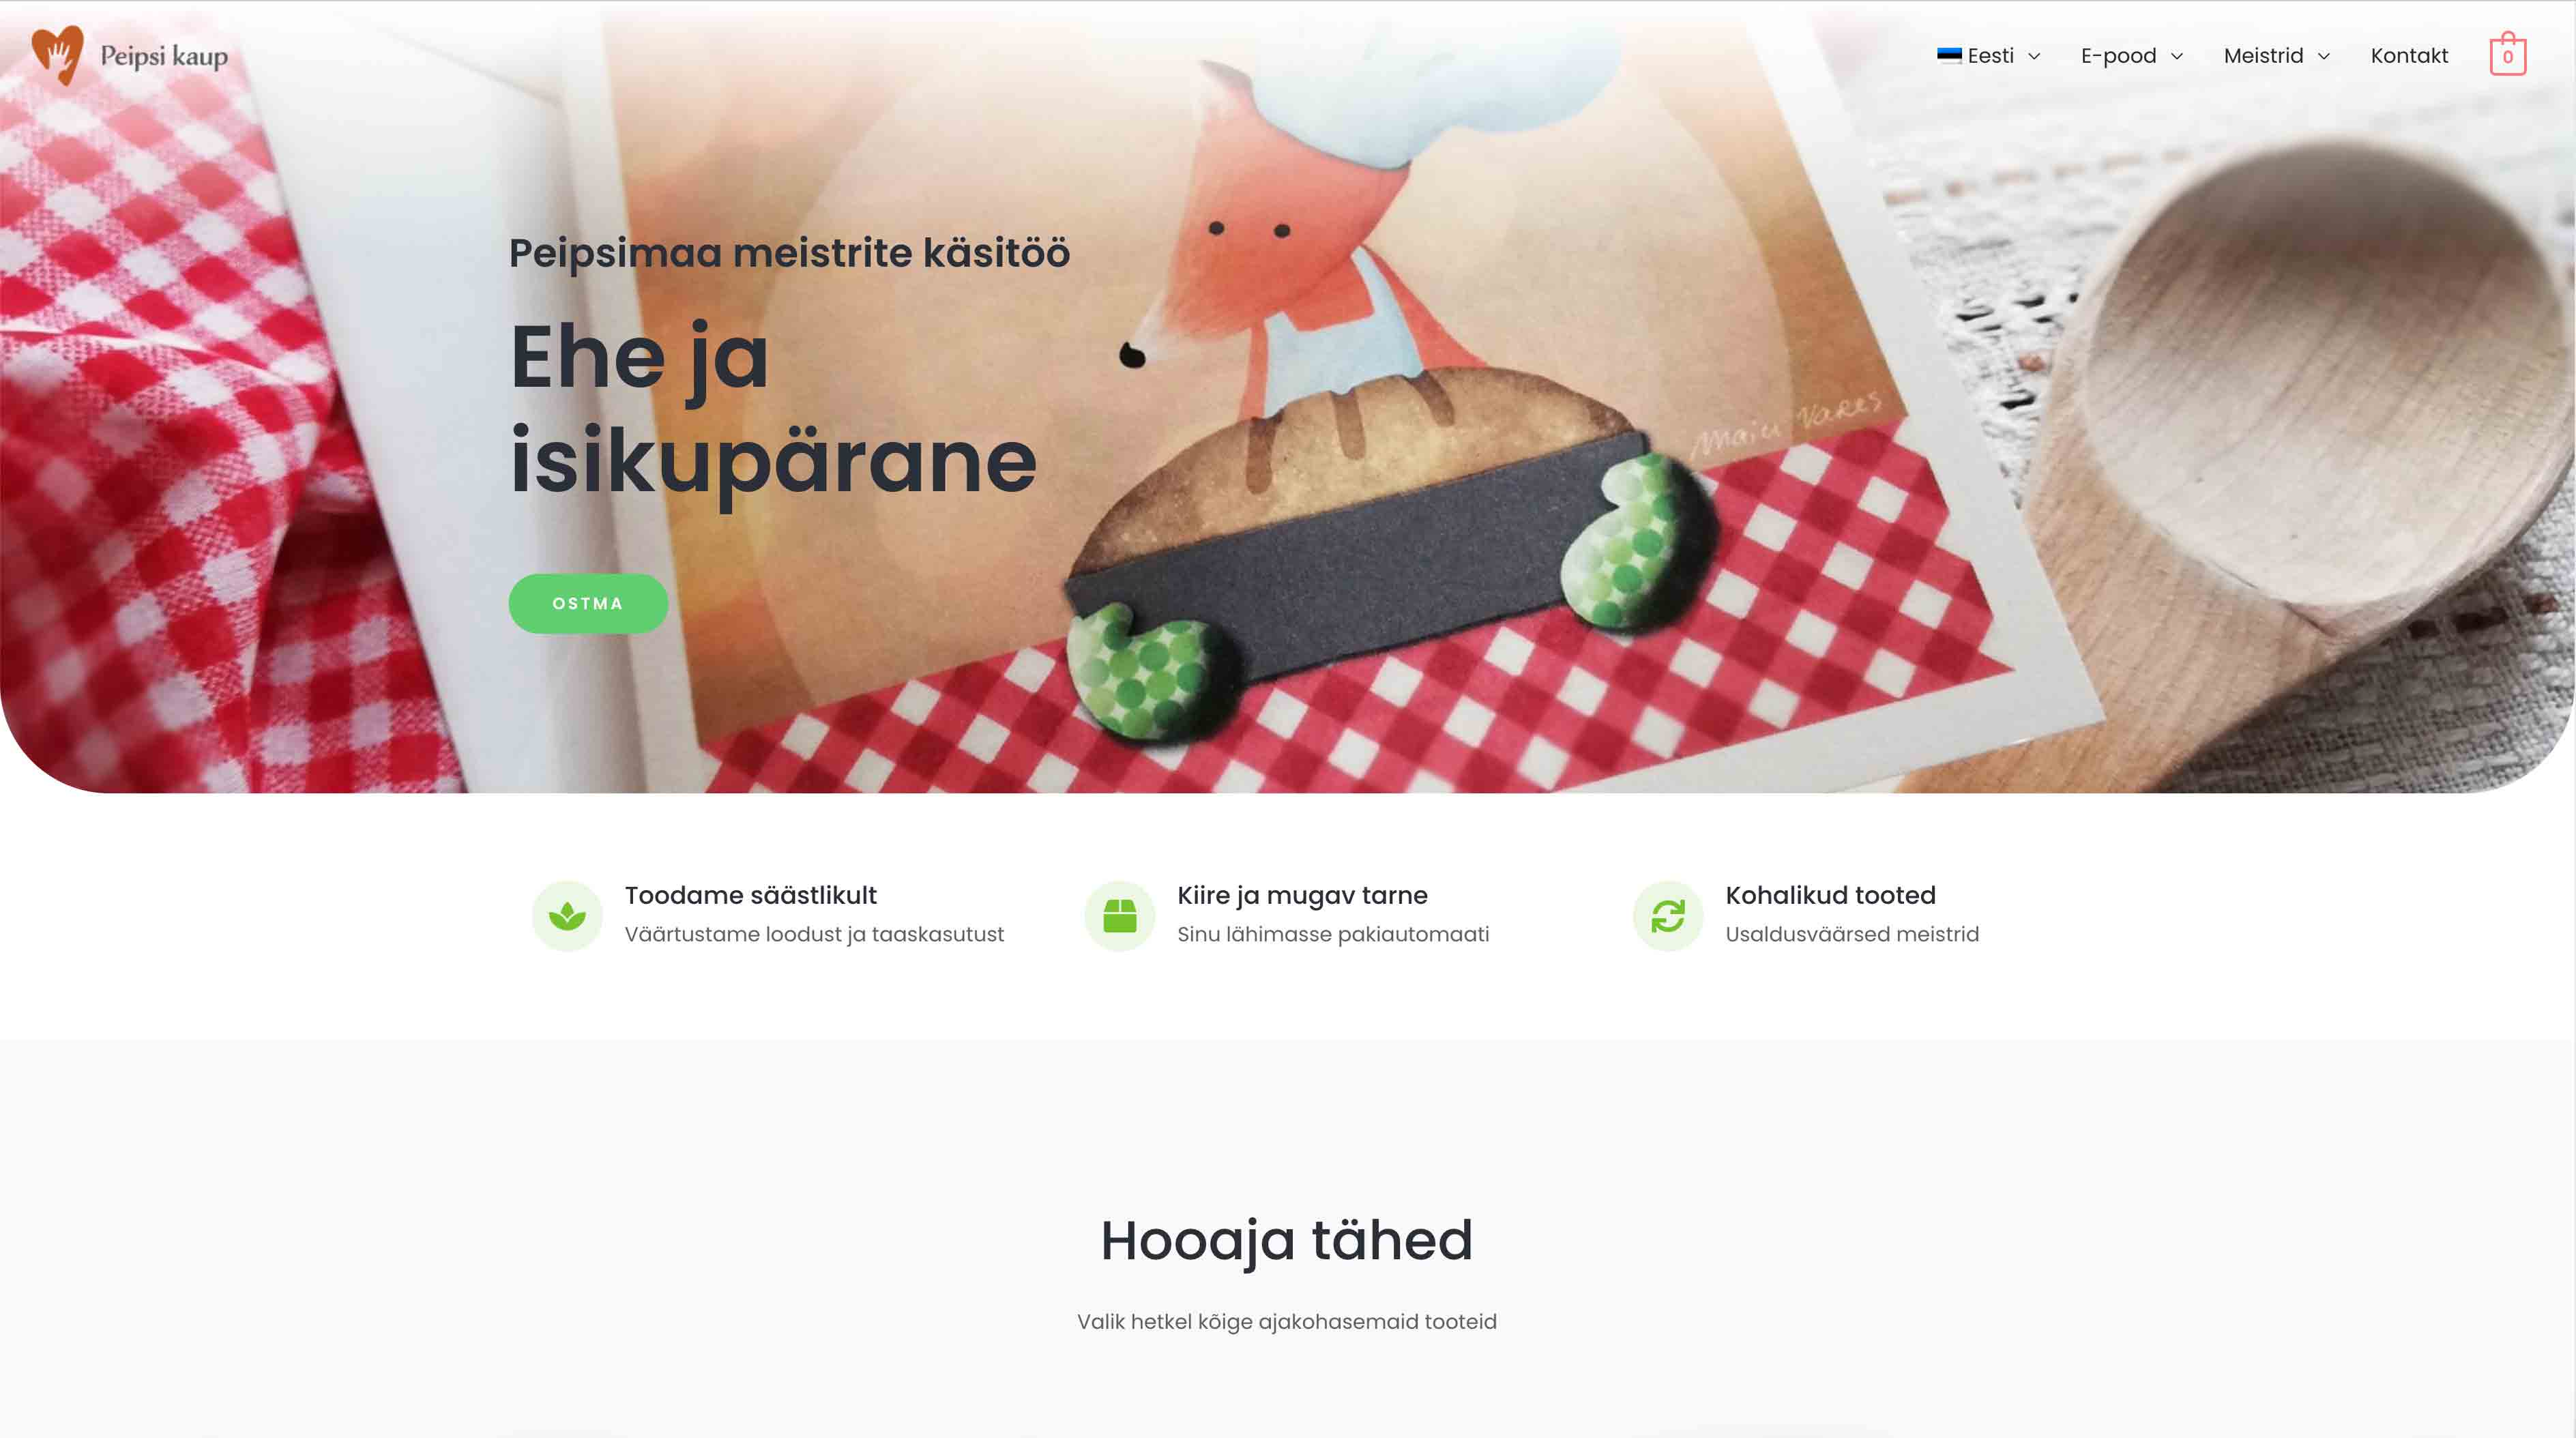 Peipsi kaup
Eesti
E-pood
Meistrid
Kontakt
0
Peipsimaa meistrite käsitöö
Ehe ja
isikupärane
Maiu Vares
OSTMA
Toodame säästlikult
Väärtustame loodust ja taaskasutust
Kiire ja mugav tarne
Sinu lähimasse pakiautomaati
Kohalikud tooted
Usaldusväärsed meistrid
Hooaja tähed
Valik hetkel kõige ajakohasemaid tooteid